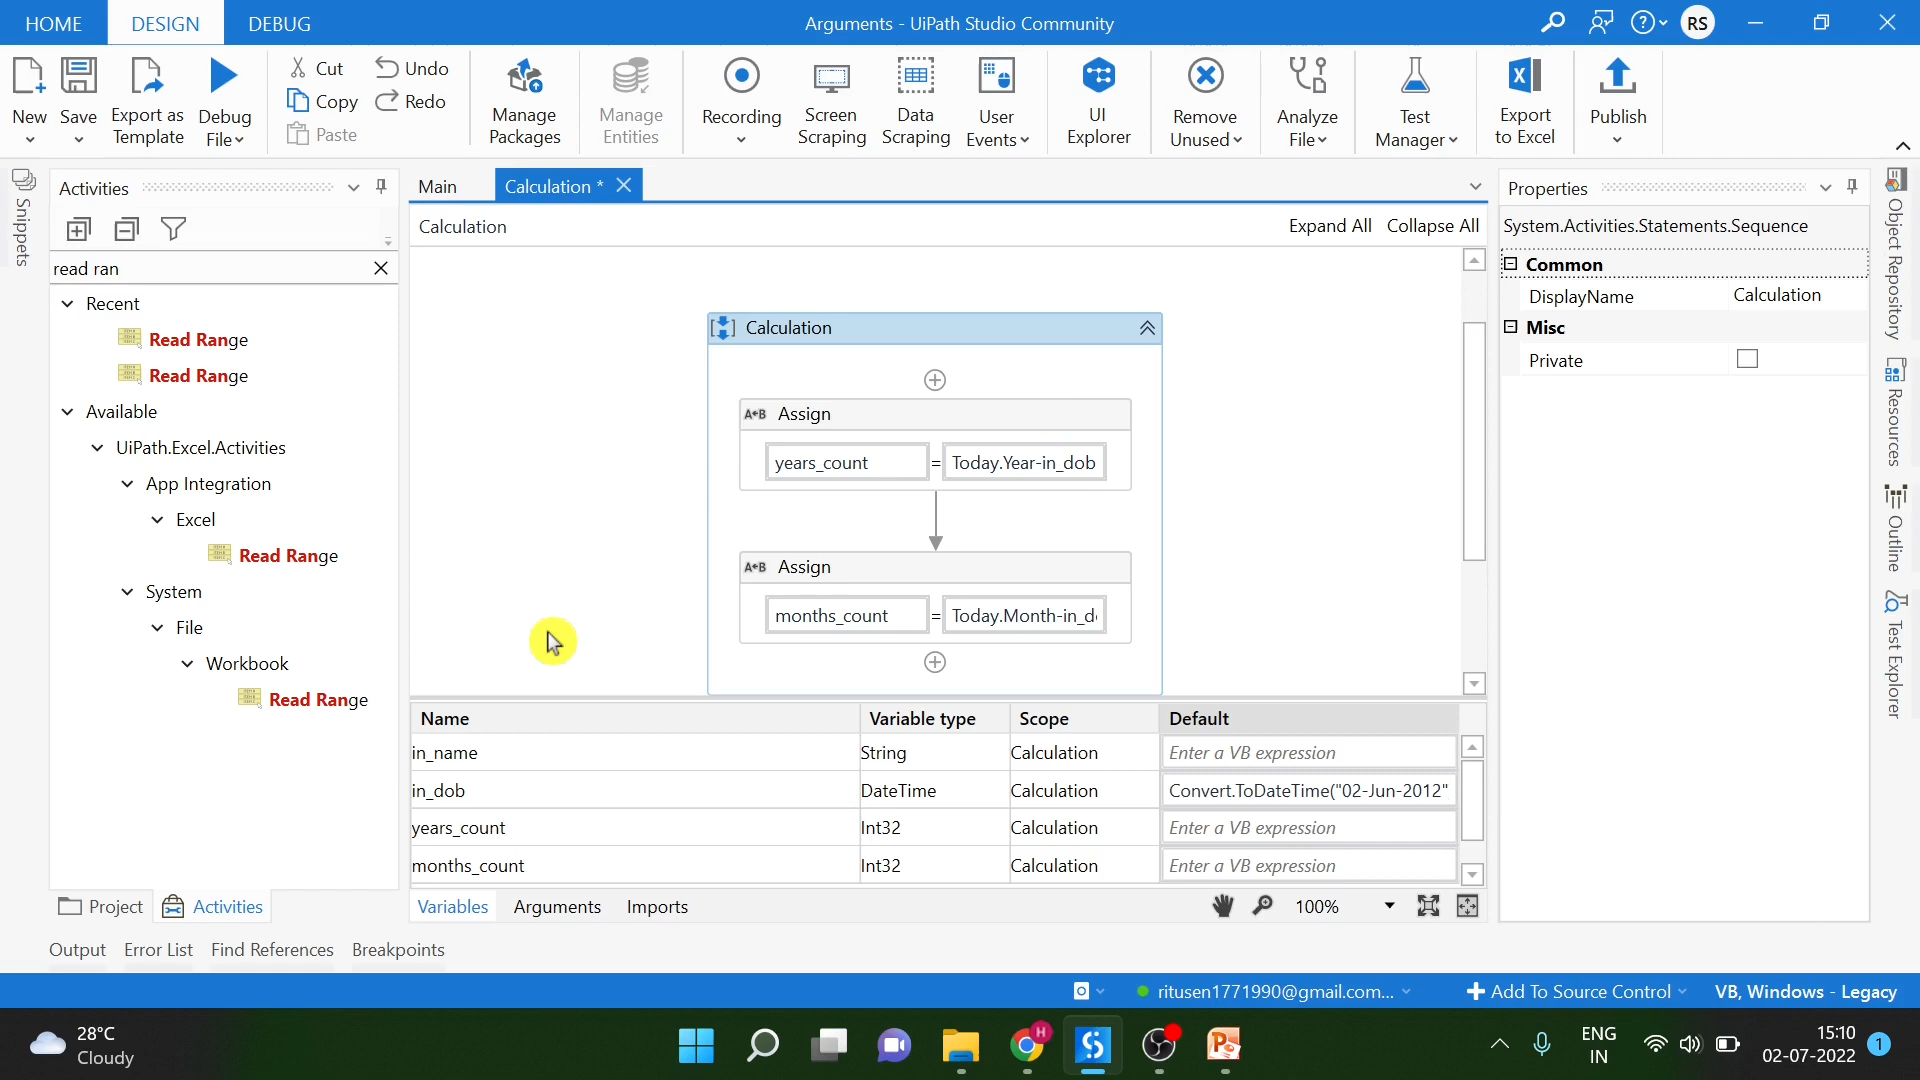 HOME
DESIGN
DEBUG
Arguments - UiPath Studio Community
RS
New
Save
Export as
Template
Debug
File
Cut
Copy
Paste
Undo
Redo
Manage
Packages
Manage
Entities
Recording
Screen
Scraping
Data
Scraping
User
Events
UI
Explorer
Remove
Unused
Analyze
File
Test
Manager
Export
to Excel
Publish
Snippets
Activities
read ran
Recent
Read Range
Read Range
Available
UiPath.Excel.Activities
App Integration
Excel
Read Range
System
File
Workbook
Read Range
Project
Activities
Main
Calculation *
Calculation
Expand All
Collapse All
Calculation
A+B Assign
years_count
=
Today.Year-in_dob
A+B Assign
months_count
=
Today.Month-in_d
Name
Variable type
Scope
Default
in_name
String
Calculation
Enter a VB expression
in_dob
DateTime
Calculation
Convert.ToDateTime("02-Jun-2012"
years_count
Int32
Calculation
Enter a VB expression
months_count
Int32
Calculation
Enter a VB expression
Variables
Arguments
Imports
100%
Properties
System.Activities.Statements.Sequence
Common
DisplayName
Calculation
Misc
Private
Object Repository
Resources
Outline
Test Explorer
Output
Error List
Find References
Breakpoints
ritusen1771990@gmail.com...
Add To Source Control
VB, Windows - Legacy
28°C
Cloudy
H
ENG
IN
15:10
02-07-2022
1